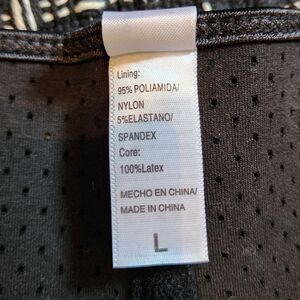 Lining:
95% POLIAMIDA/
NYLON
5%ELASTANO/
SPANDEX
Core:
100%Latex
MECHO EN CHINA/
MADE IN CHINA
L